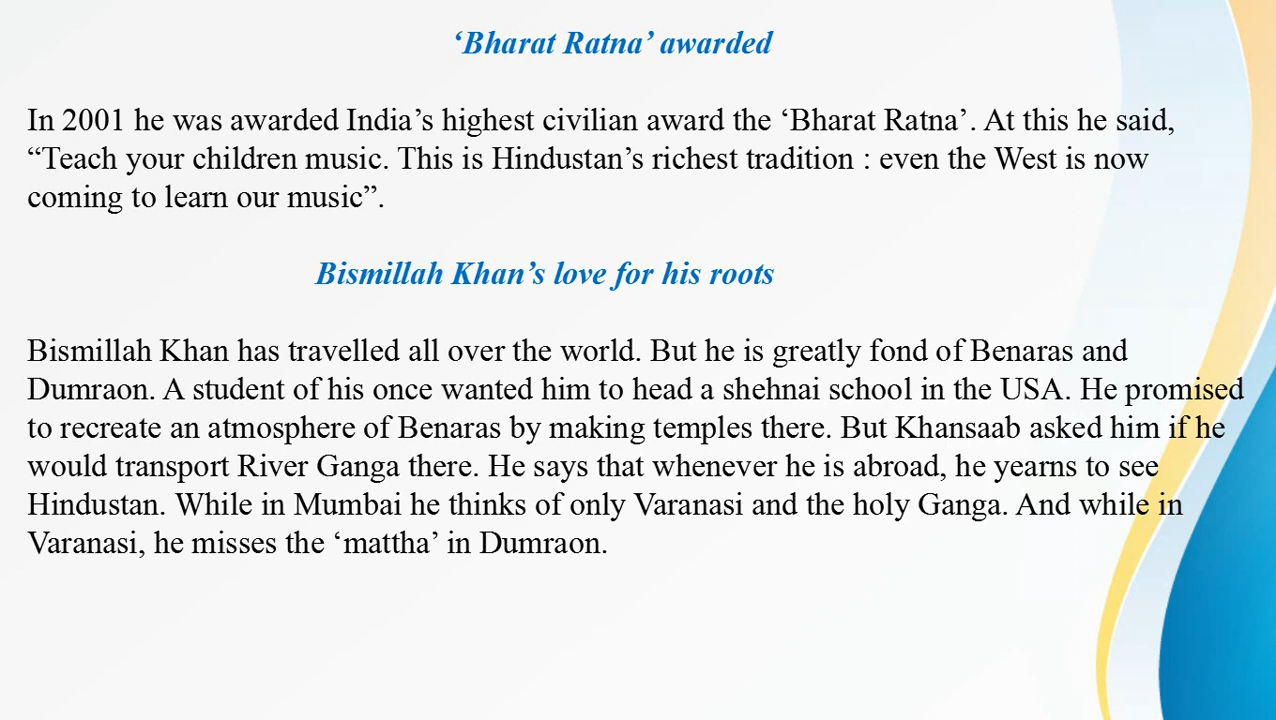 ‘Bharat Ratna’ awarded
In 2001 he was awarded India’s highest civilian award the ‘Bharat Ratna’. At this he said,
“Teach your children music. This is Hindustan’s richest tradition : even the West is now
coming to learn our music”.
Bismillah Khan’s love for his roots
Bismillah Khan has travelled all over the world. But he is greatly fond of Benaras and
Dumraon. A student of his once wanted him to head a shehnai school in the USA. He promised
to recreate an atmosphere of Benaras by making temples there. But Khansaab asked him if he
would transport River Ganga there. He says that whenever he is abroad, he yearns to see
Hindustan. While in Mumbai he thinks of only Varanasi and the holy Ganga. And while in
Varanasi, he misses the ‘mattha’ in Dumraon.